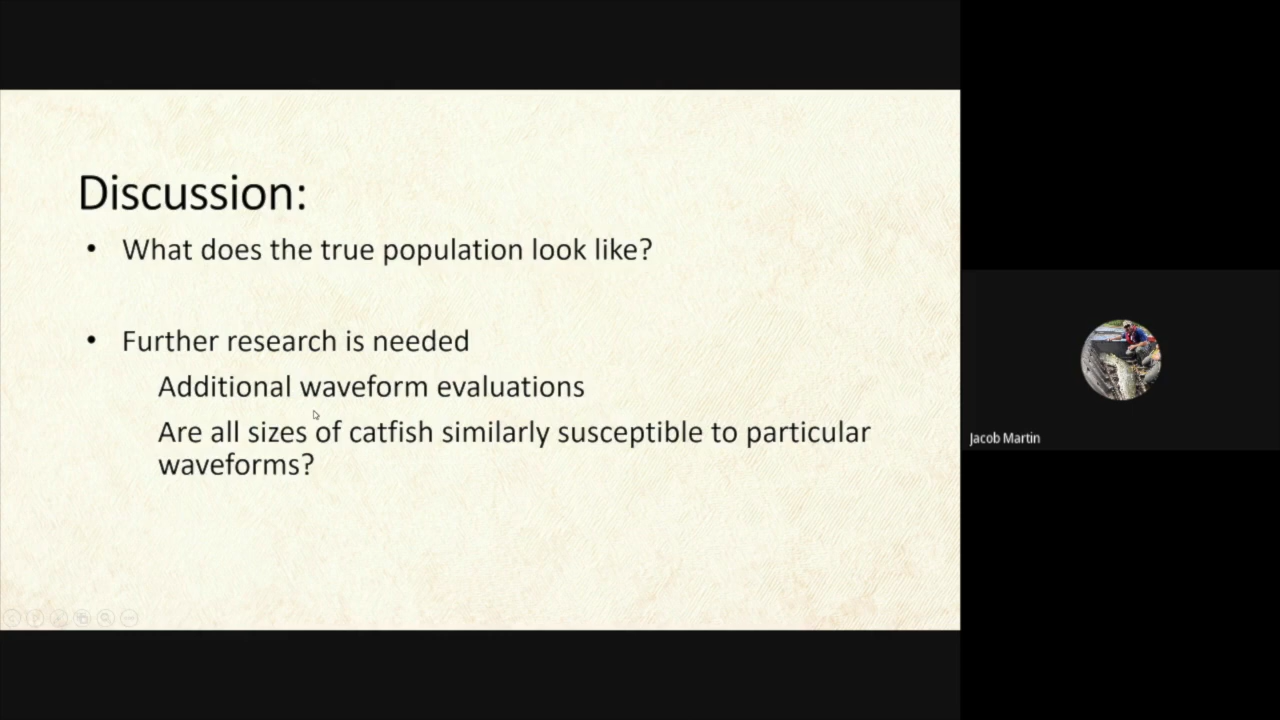 Discussion:
• What does the true population look like?
• Further research is needed
Additional waveform evaluations
Are all sizes of catfish similarly susceptible to particular
waveforms?
Jacob Martin